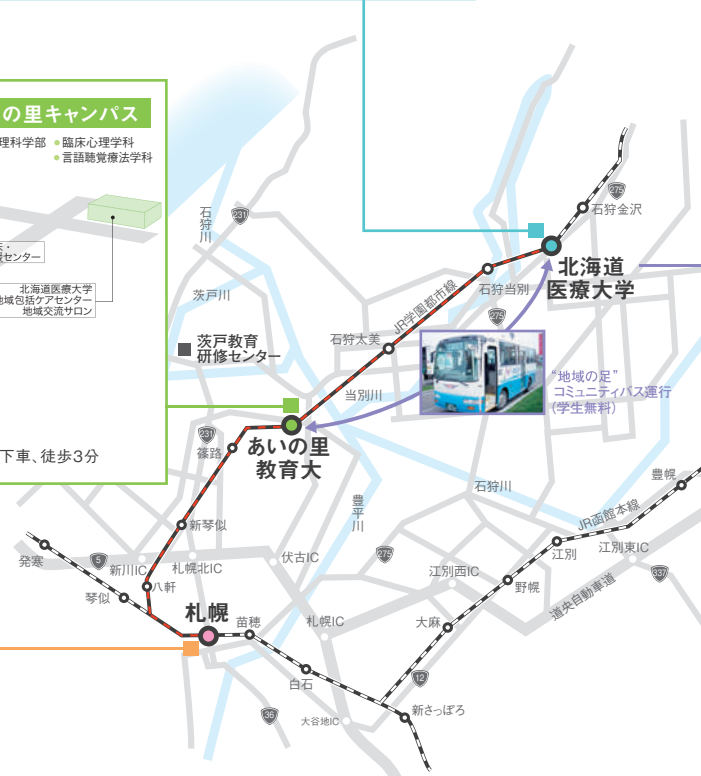 の里キャンパス
理科学部 ●臨床心理学科
●言語聴覚療法学科
センター
北海道医療大学
地域包括ケアセンター
地域交流サロン
下車、徒歩3分
石狩川
231
茨戸川
茨戸教育
研修センター
275
石狩金沢
北海道
医療大学
石狩当別
275
JR学園都市線
石狩太美
当別川
“地域の足”
コミュニティバス運行
(学生無料)
あいの里
教育大
231
篠路
新琴似
豊平川
石狩川
豊幌
JR函館本線
発寒
5
新川IC
札幌北IC
伏古IC
275
江別
江別東IC
琴似
八軒
江別西IC
野幌
337
道央自動車道
札幌
苗穂
札幌IC
大麻
白石
12
36
大谷地IC
新さっぽろ